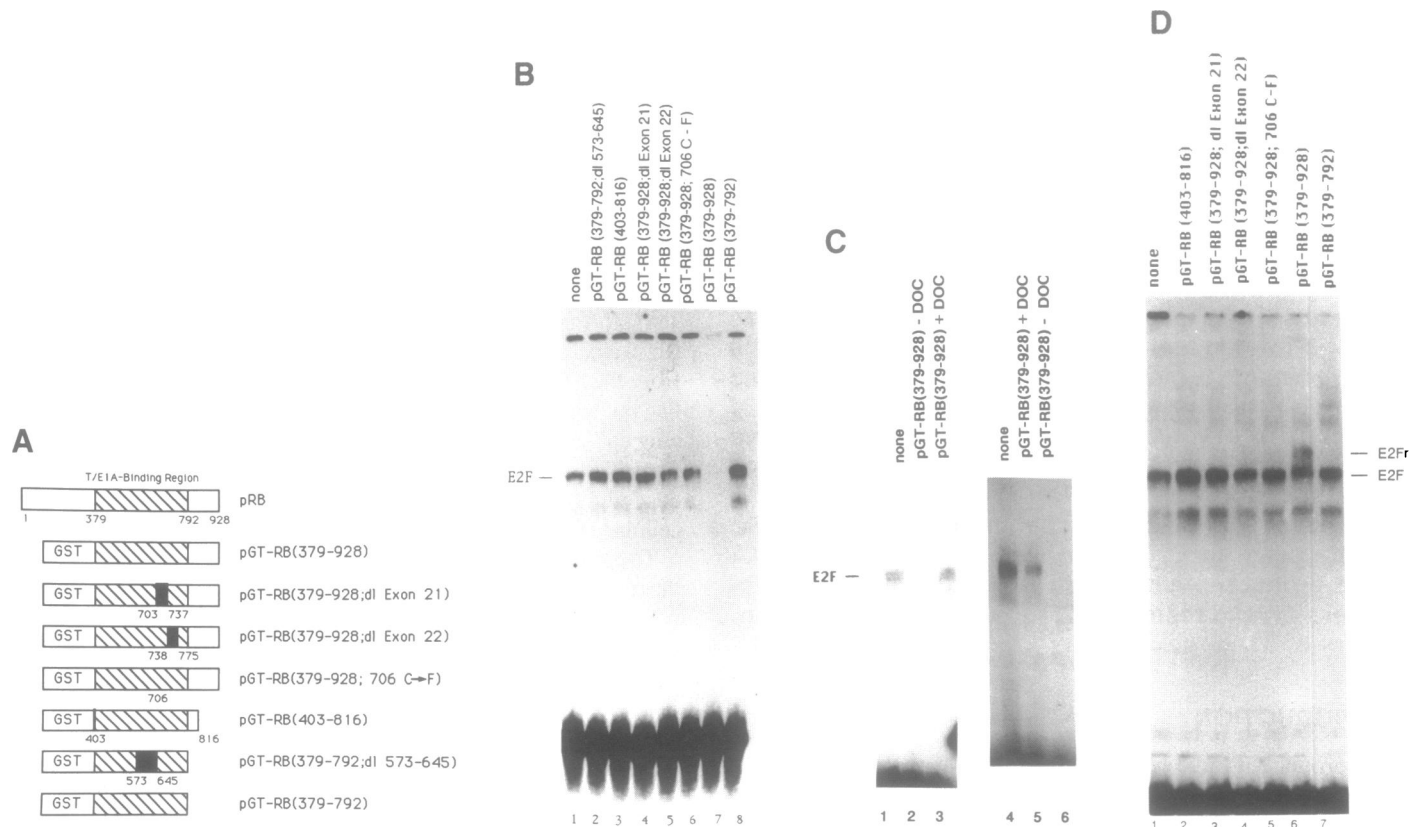 A
T/E1A-Binding Region
pRB
1 379 792 928
GST pGT-RB(379-928)
GST pGT-RB(379-928;dl Exon 21)
703 737
GST pGT-RB(379-928;dl Exon 22)
738 775
GST pGT-RB(379-928; 706 C→F)
706
GST pGT-RB(403-816)
403 816
GST pGT-RB(379-792;dl 573-645)
573 645
GST pGT-RB(379-792)
B
none
pGT-RB (379-792;dl 573-645)
pGT-RB (403-816)
pGT-RB (379-928;dl Exon 21)
pGT-RB (379-928;dl Exon 22)
pGT-RB (379-928; 706 C - F)
pGT-RB (379-928)
pGT-RB (379-792)
E2F
1 2 3 4 5 6 7 8
C
none
pGT-RB(379-928) - DOC
pGT-RB(379-928) + DOC
none
pGT-RB(379-928) + DOC
pGT-RB(379-928) - DOC
E2F
1 2 3 4 5 6
D
none
pGT-RB (403-816)
pGT-RB (379-928; dl Exon 21)
pGT-RB (379-928;dl Exon 22)
pGT-RB (379-928; 706 C-F)
pGT-RB (379-928)
pGT-RB (379-792)
E2Fr
E2F
1 2 3 4 5 6 7